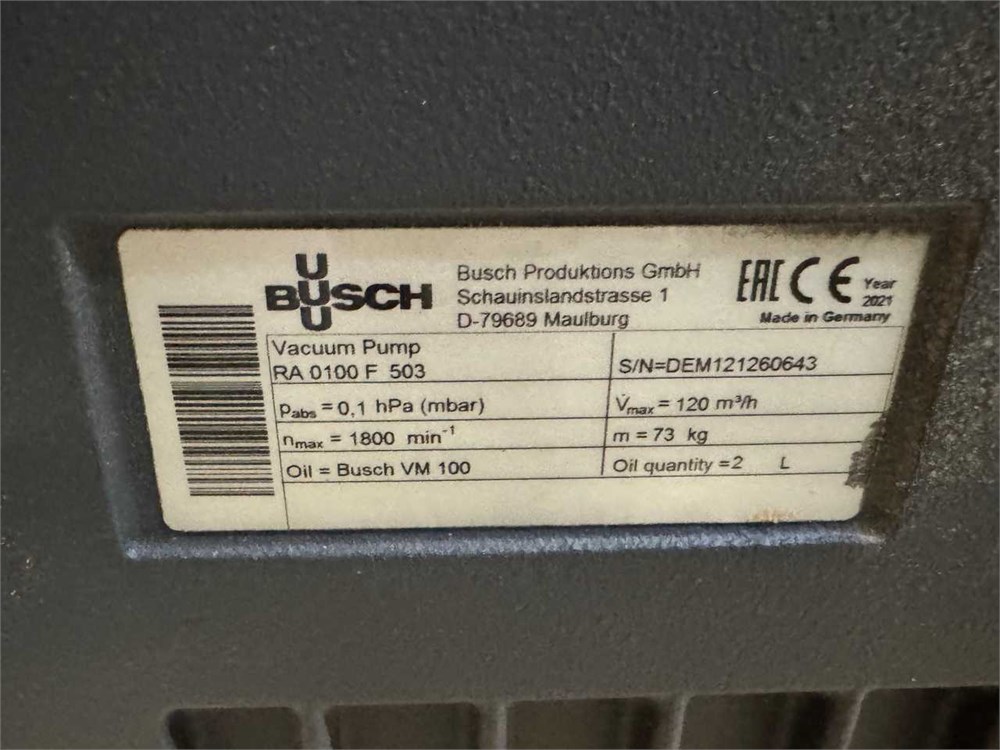 BUSCH
Busch Produktions GmbH
Schauinslandstrasse 1
D-79689 Maulburg
EAC CE
Year
2021
Made in Germany
Vacuum Pump
RA 0100 F 503
S/N=DEM121260643
Pabs = 0,1 hPa (mbar)
V̇max = 120 m³/h
nmax = 1800 min⁻¹
m = 73 kg
Oil = Busch VM 100
Oil quantity =2 L